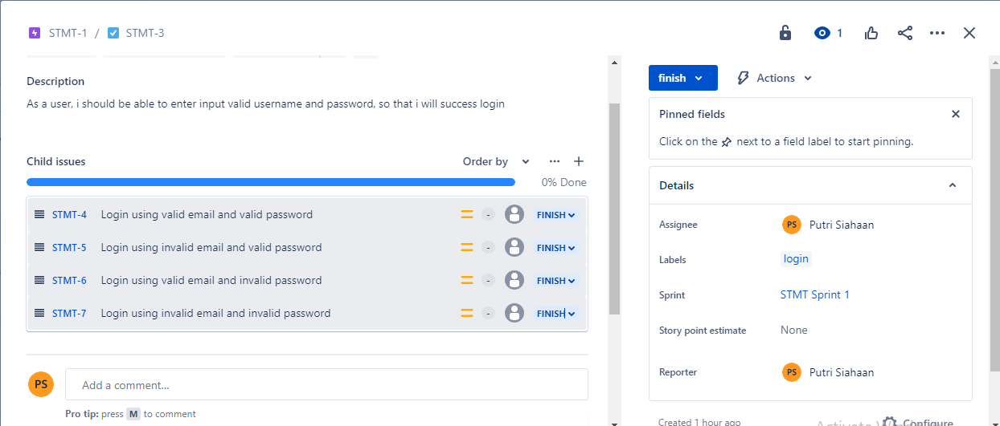 STMT-1 / STMT-3
1
Description
As a user, i should be able to enter input valid username and password, so that i will success login
Child issues
Order by
0% Done
STMT-4 Login using valid email and valid password - FINISH
STMT-5 Login using invalid email and valid password - FINISH
STMT-6 Login using valid email and invalid password - FINISH
STMT-7 Login using invalid email and invalid password - FINISH
PS
Add a comment...
Pro tip: press M to comment
finish
Actions
Pinned fields
Click on the next to a field label to start pinning.
Details
Assignee PS Putri Siahaan
Labels login
Sprint STMT Sprint 1
Story point estimate None
Reporter PS Putri Siahaan
Created 1 hour ago
Configure